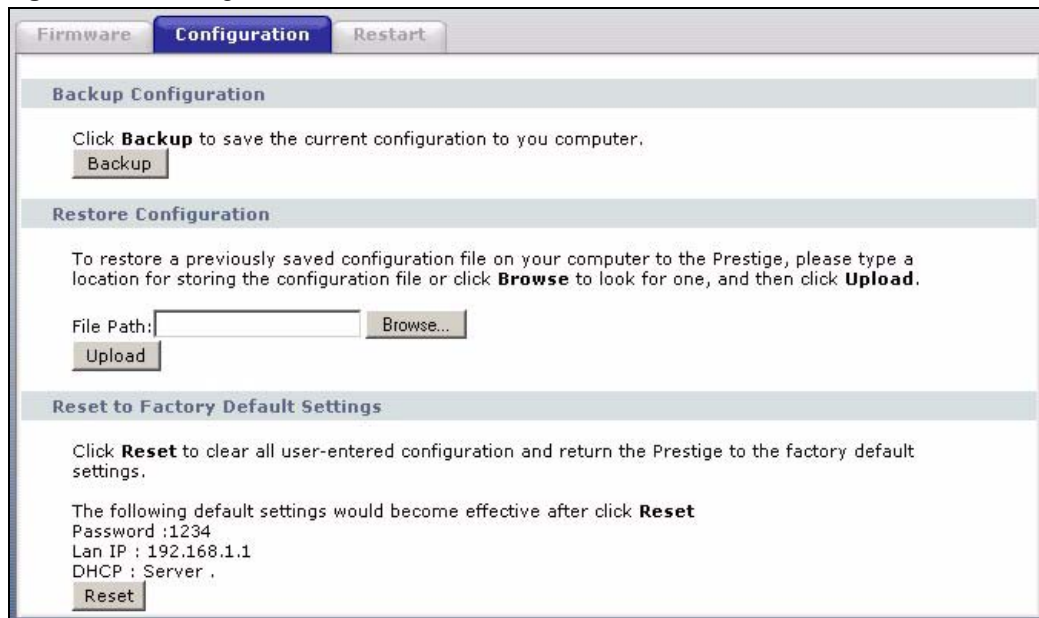 Firmware Configuration Restart
Backup Configuration
Click Backup to save the current configuration to you computer.
Backup
Restore Configuration
To restore a previously saved configuration file on your computer to the Prestige, please type a
location for storing the configuration file or click Browse to look for one, and then click Upload.
File Path: Browse...
Upload
Reset to Factory Default Settings
Click Reset to clear all user-entered configuration and return the Prestige to the factory default
settings.
The following default settings would become effective after click Reset
Password :1234
Lan IP : 192.168.1.1
DHCP : Server .
Reset